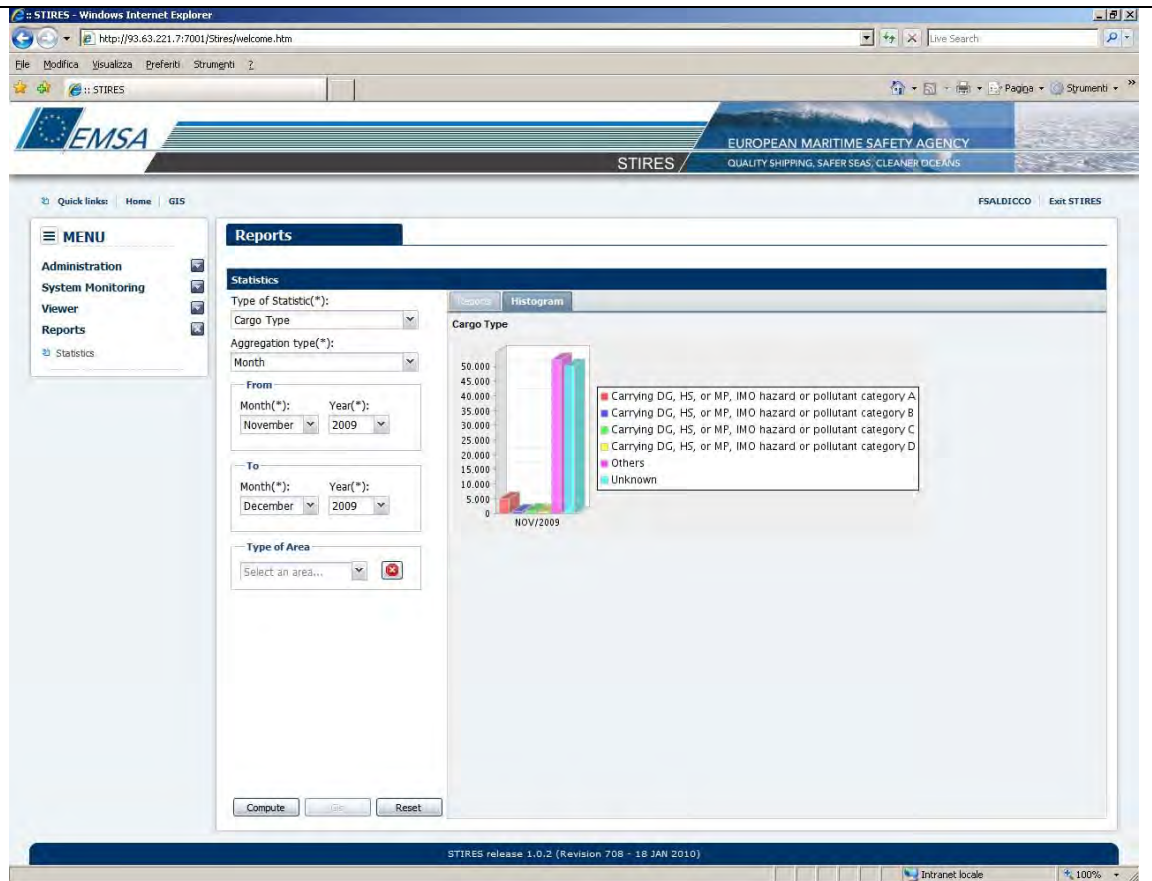 :: STIRES - Windows Internet Explorer
http://93.63.221.7:7001/Stires/welcome.htm
Live Search
File Modifica Visualizza Preferiti Strumenti ?
:: STIRES
Pagina Strumenti
EMSA
STIRES
EUROPEAN MARITIME SAFETY AGENCY
QUALITY SHIPPING, SAFER SEAS, CLEANER OCEANS
Quick links: Home GIS
FSALDICCO Exit STIRES
MENU
Administration
System Monitoring
Viewer
Reports
Statistics
Reports
Statistics
Type of Statistic(*):
Cargo Type
Aggregation type(*):
Month
From
Month(*): Year(*):
November 2009
To
Month(*): Year(*):
December 2009
Type of Area
Select an area...
Compute
Reset
Reports Histogram
Cargo Type
50.000
45.000
40.000
35.000
30.000
25.000
20.000
15.000
10.000
5.000
0
NOV/2009
Carrying DG, HS, or MP, IMO hazard or pollutant category A
Carrying DG, HS, or MP, IMO hazard or pollutant category B
Carrying DG, HS, or MP, IMO hazard or pollutant category C
Carrying DG, HS, or MP, IMO hazard or pollutant category D
Others
Unknown
STIRES release 1.0.2 (Revision 708 - 18 JAN 2010)
Intranet locale
100%